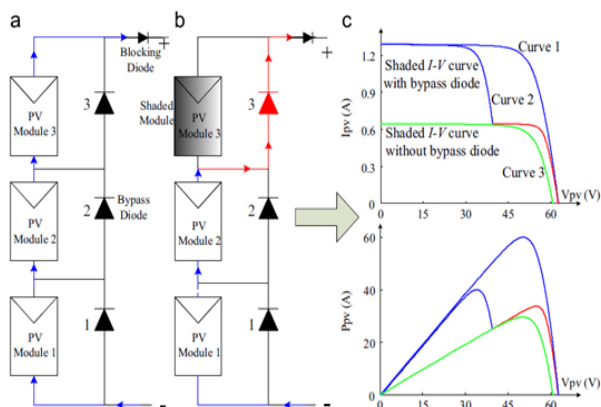 a
b
c
Blocking
Diode
+
PV
Module 3
3
Bypass
Diode
PV
Module 2
2
PV
Module 1
1
-
+
Shaded
Module
PV
Module 3
3
PV
Module 2
2
PV
Module 1
1
-
Ipv (A)
1.2
0.9
0.6
0.3
0
0
15
30
45
60
Vpv (V)
Curve 1
Shaded I-V curve
with bypass diode
Curve 2
Shaded I-V curve
without bypass diode
Curve 3
Ppv (A)
60
40
20
0
0
15
30
45
60
Vpv (V)